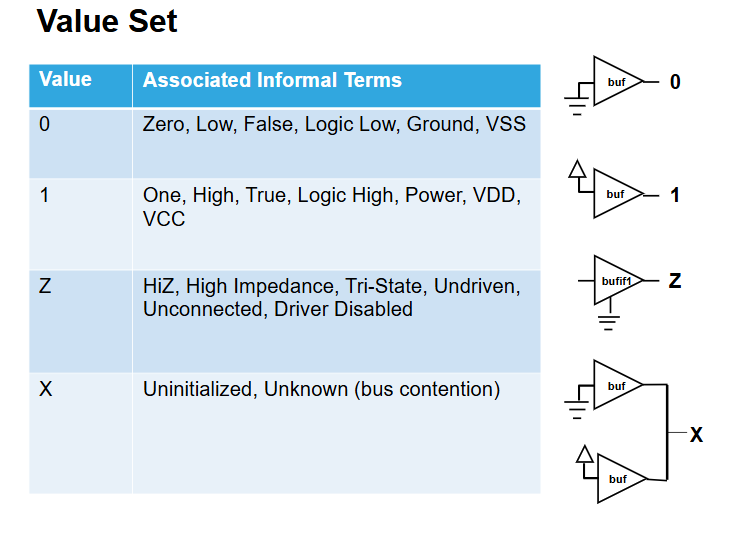 Value Set
Value
Associated Informal Terms
0
Zero, Low, False, Logic Low, Ground, VSS
1
One, High, True, Logic High, Power, VDD,
VCC
Z
HiZ, High Impedance, Tri-State, Undriven,
Unconnected, Driver Disabled
X
Uninitialized, Unknown (bus contention)
buf
0
buf
1
bufif1
Z
buf
X
buf